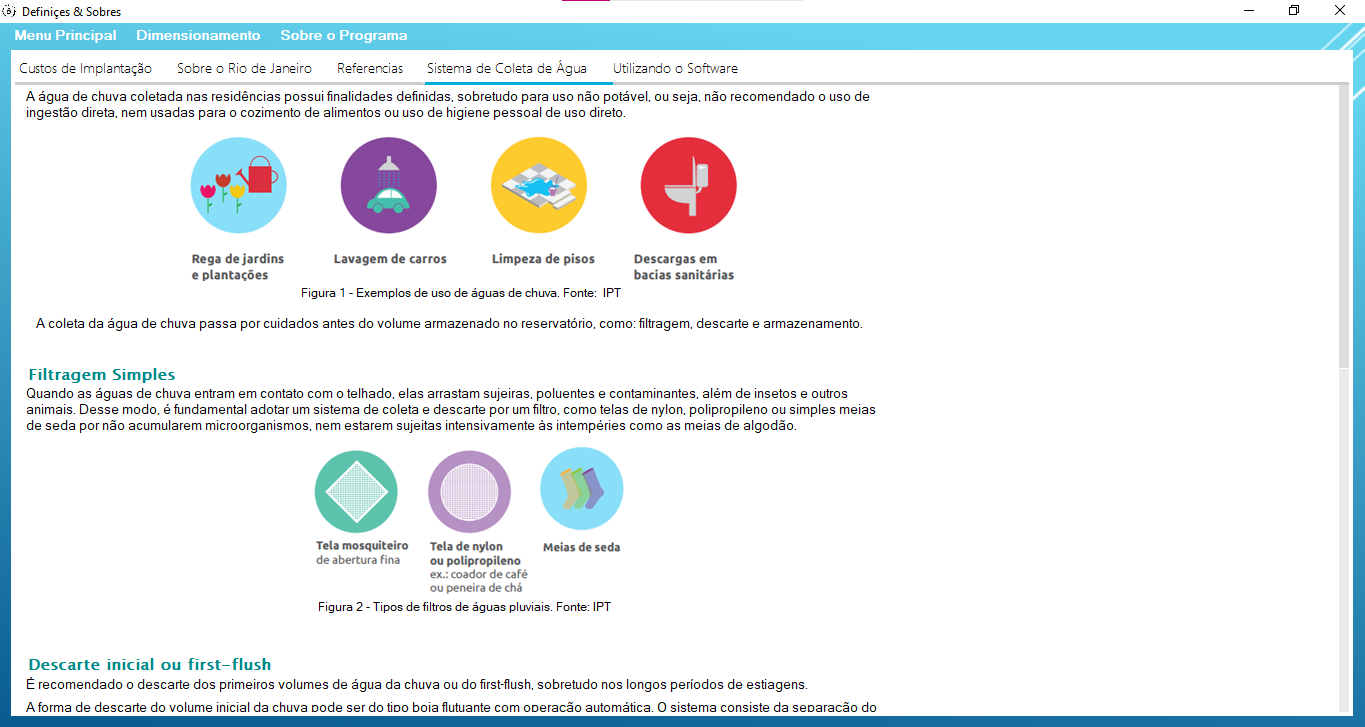 Definiçes & Sobres
Menu Principal Dimensionamento Sobre o Programa
Custos de Implantação Sobre o Rio de Janeiro Referencias Sistema de Coleta de Água Utilizando o Software
A água de chuva coletada nas residências possui finalidades definidas, sobretudo para uso não potável, ou seja, não recomendado o uso de
ingestão direta, nem usadas para o cozimento de alimentos ou uso de higiene pessoal de uso direto.
Rega de jardins
e plantações
Lavagem de carros
Limpeza de pisos
Descargas em
bacias sanitárias
Figura 1 - Exemplos de uso de águas de chuva. Fonte: IPT
A coleta da água de chuva passa por cuidados antes do volume armazenado no reservatório, como: filtragem, descarte e armazenamento.
Filtragem Simples
Quando as águas de chuva entram em contato com o telhado, elas arrastam sujeiras, poluentes e contaminantes, além de insetos e outros
animais. Desse modo, é fundamental adotar um sistema de coleta e descarte por um filtro, como telas de nylon, polipropileno ou simples meias
de seda por não acumularem microorganismos, nem estarem sujeitas intensivamente às intempéries como as meias de algodão.
Tela mosquiteiro
de abertura fina
Tela de nylon
ou polipropileno
ex.: coador de café
ou peneira de chá
Meias de seda
Figura 2 - Tipos de filtros de águas pluviais. Fonte: IPT
Descarte inicial ou first-flush
É recomendado o descarte dos primeiros volumes de água da chuva ou do first-flush, sobretudo nos longos períodos de estiagens.
A forma de descarte do volume inicial da chuva pode ser do tipo boia flutuante com operação automática. O sistema consiste da separação do